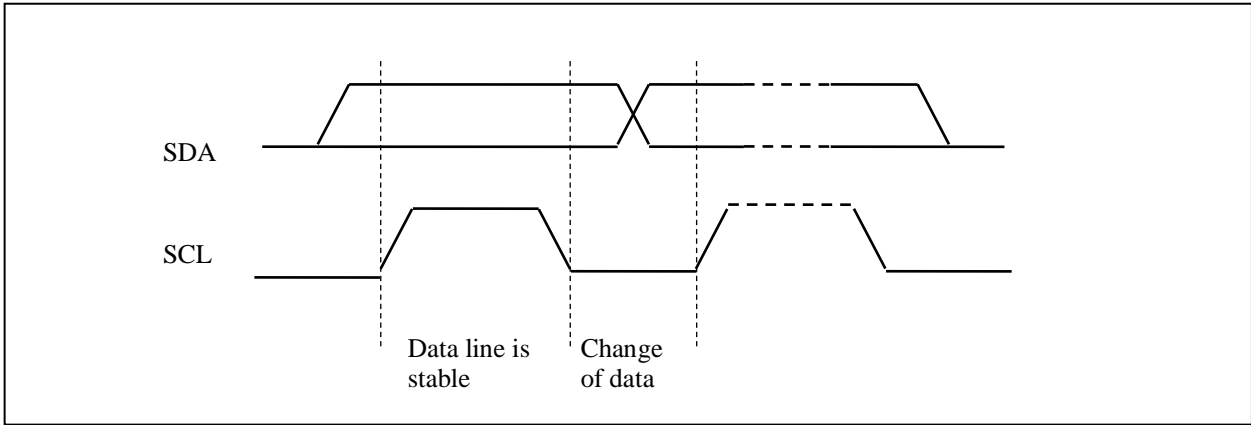 SDA
SCL
Data line is
stable
Change
of data